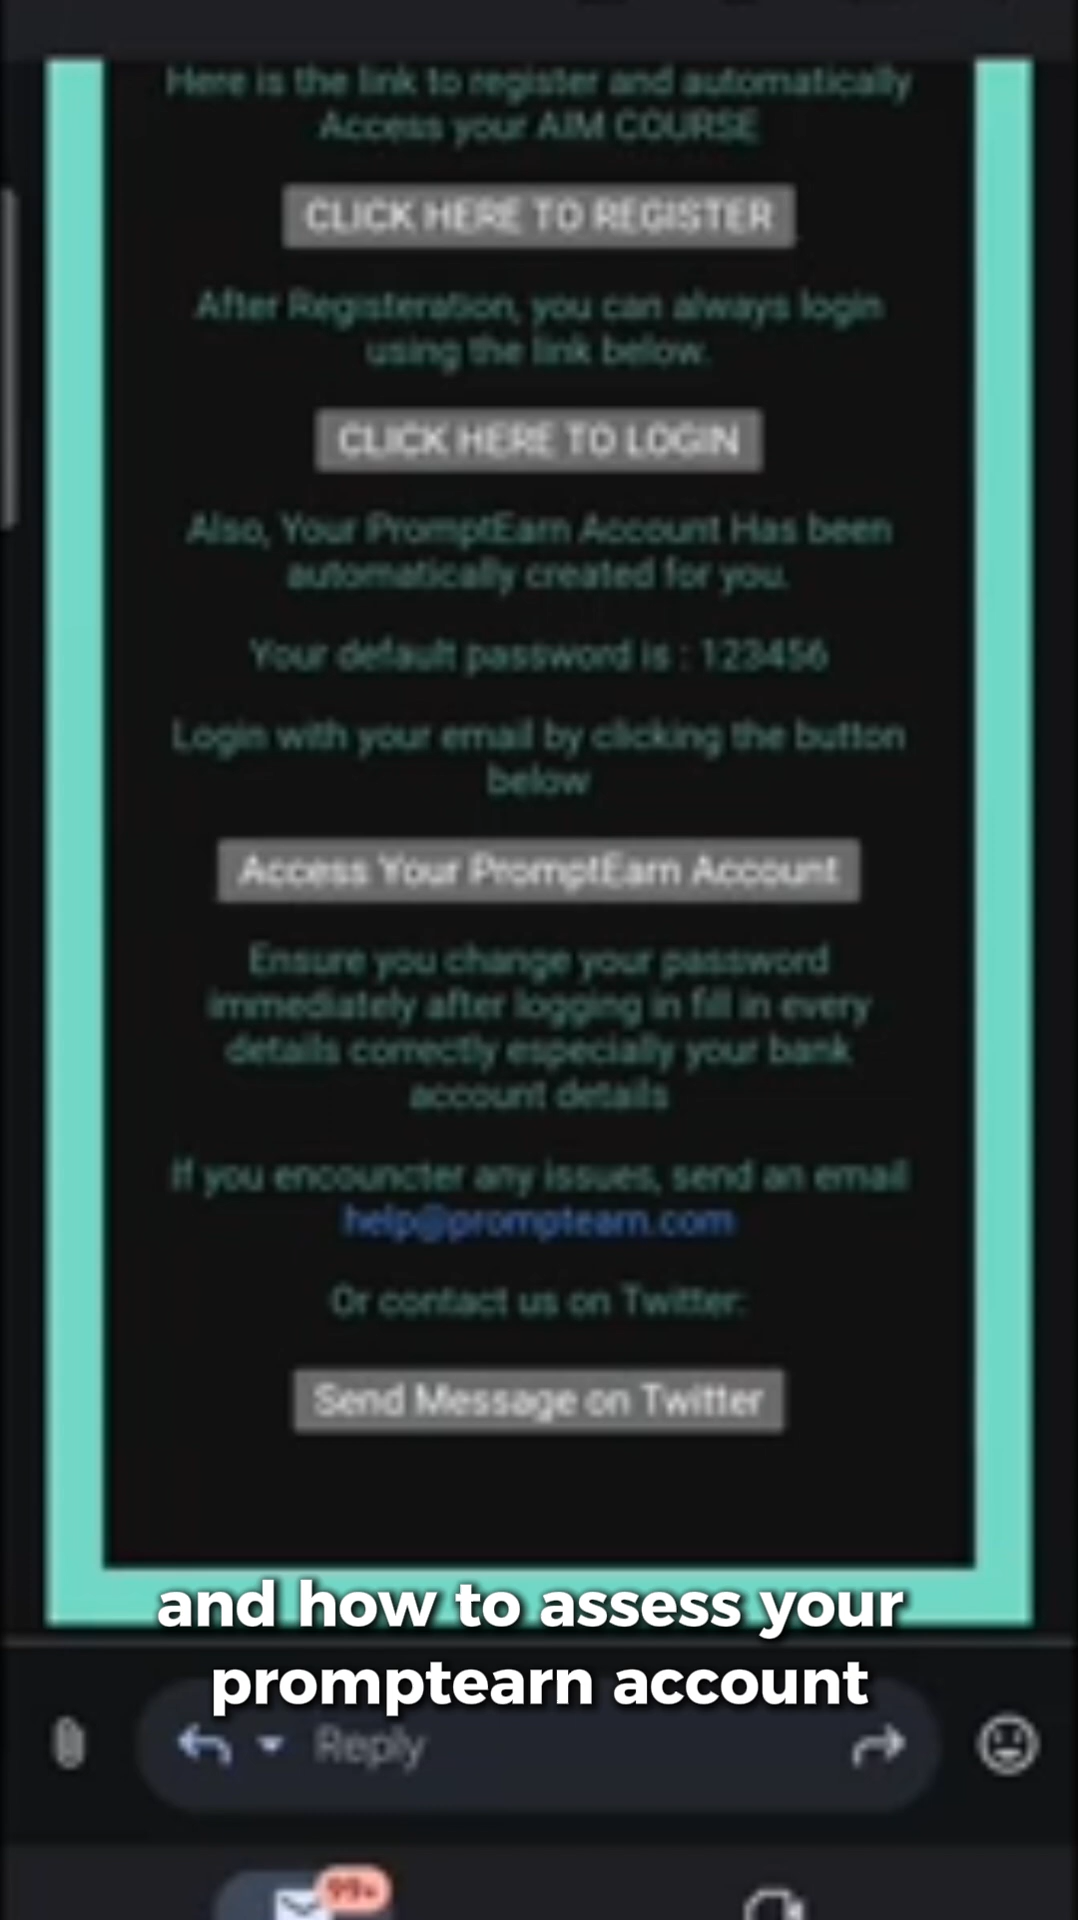 Here is the link to register and automatically
Access your AIM COURSE
CLICK HERE TO REGISTER
After Registeration, you can always login
using the link below.
CLICK HERE TO LOGIN
Also, Your PromptEarn Account Has been
automatically created for you.
Your default password is : 123456
Login with your email by clicking the button
below
Access Your PromptEarn Account
Ensure you change your password
immediately after logging in fill in every
details correctly especially your bank
account details
If you encouncter any issues, send an email
help@promptearn.com
Or contact us on Twitter:
Send Message on Twitter
and how to assess your
promptearn account
Reply
99+